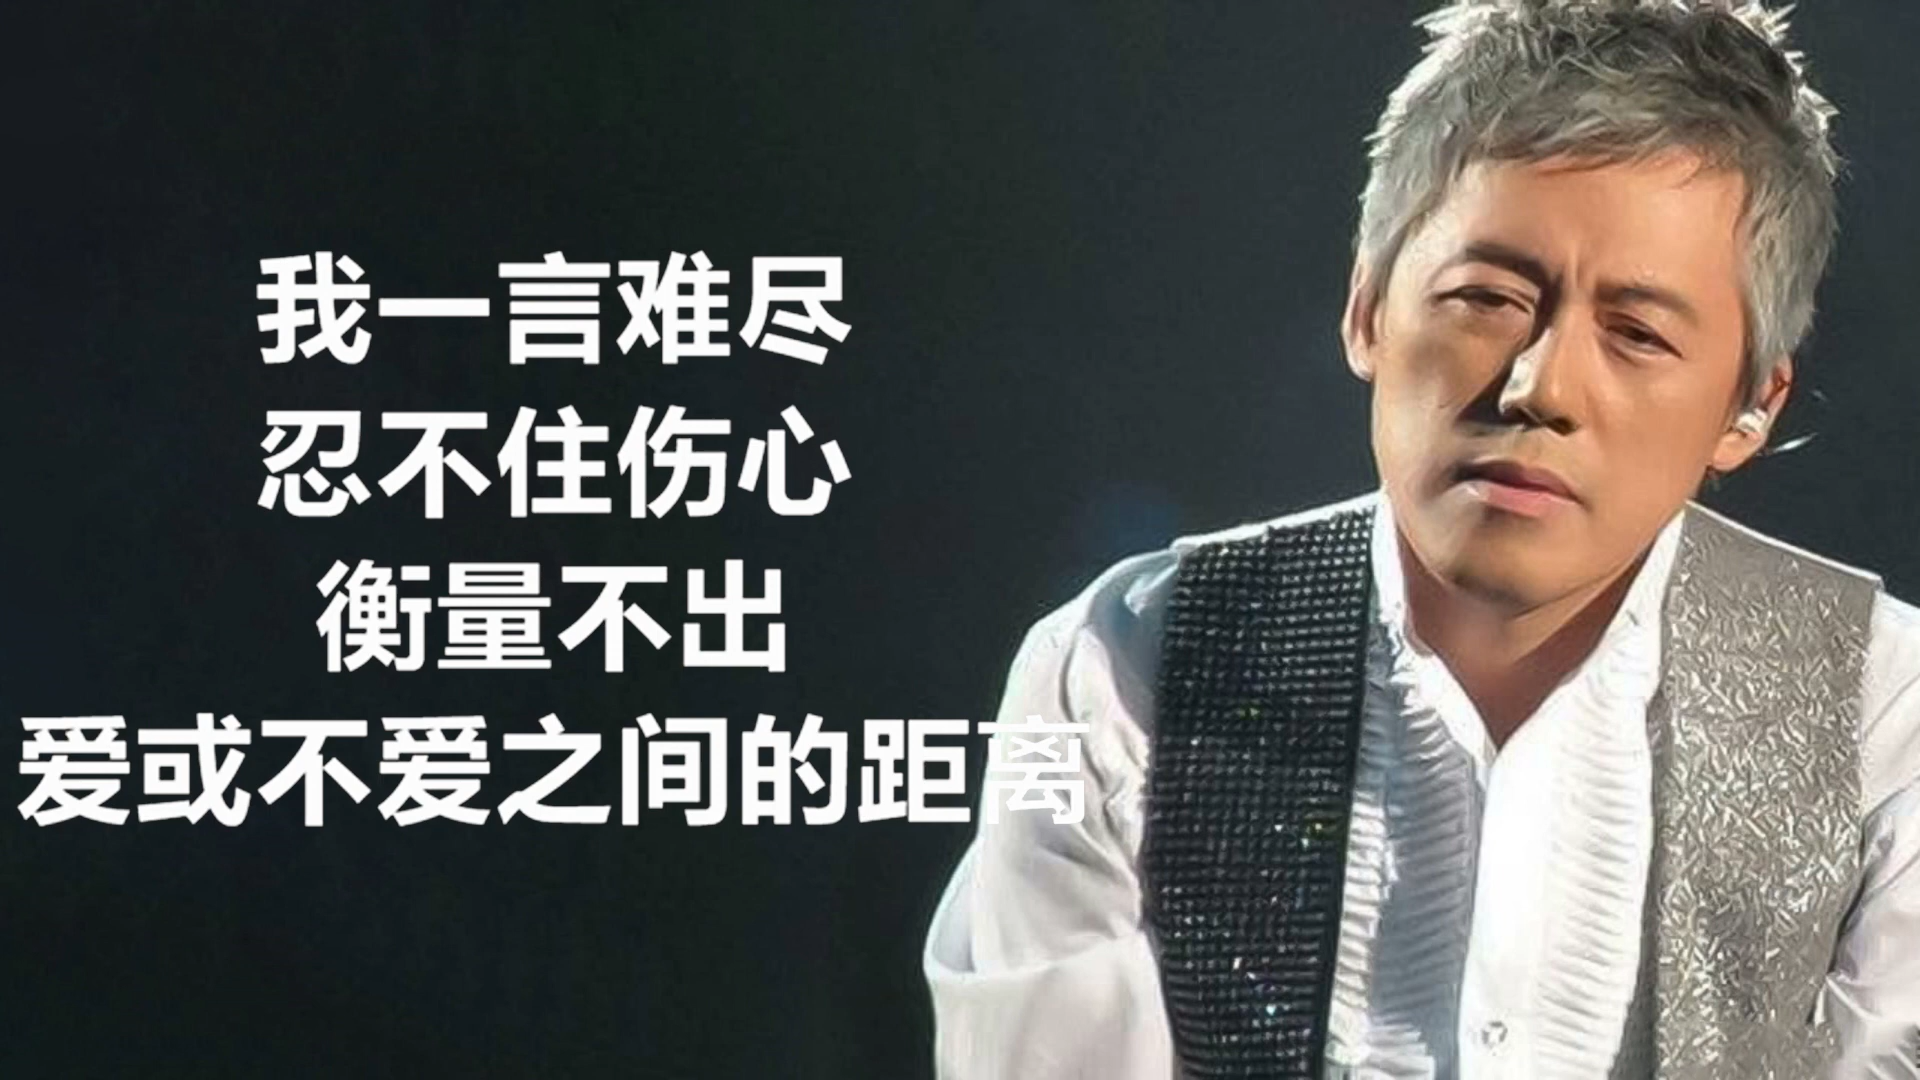 我一言难尽
忍不住伤心
衡量不出
爱或不爱之间的距离